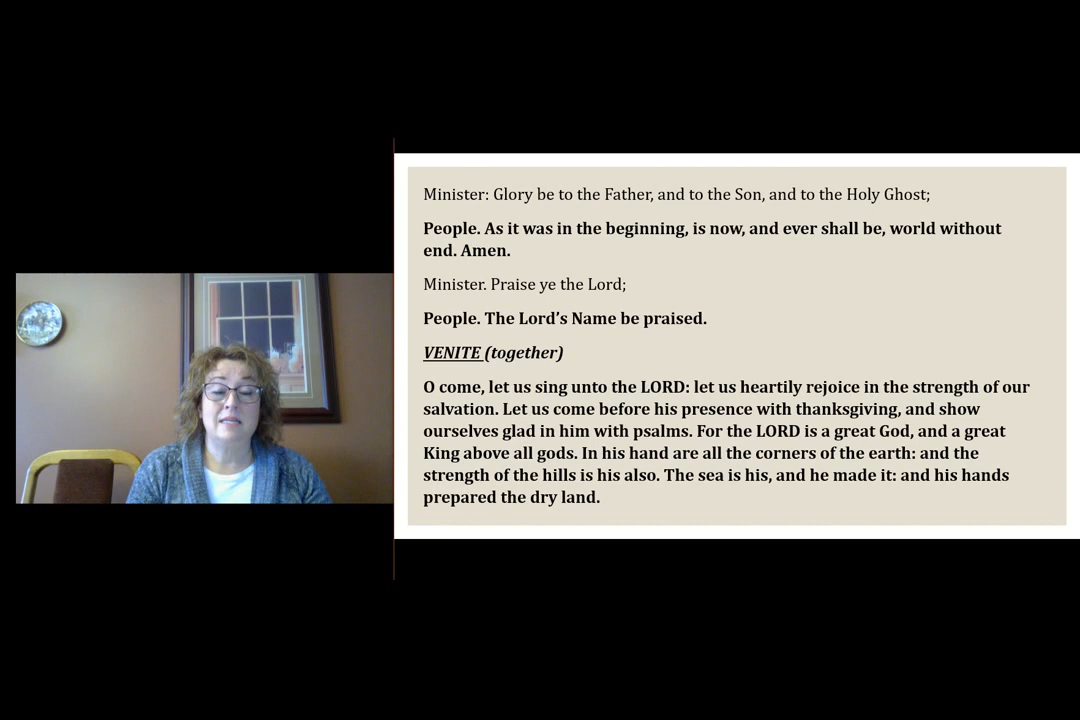 Minister: Glory be to the Father, and to the Son, and to the Holy Ghost;
People. As it was in the beginning, is now, and ever shall be, world without
end. Amen.
Minister. Praise ye the Lord;
People. The Lord’s Name be praised.
VENITE (together)
O come, let us sing unto the LORD: let us heartily rejoice in the strength of our
salvation. Let us come before his presence with thanksgiving, and show
ourselves glad in him with psalms. For the LORD is a great God, and a great
King above all gods. In his hand are all the corners of the earth: and the
strength of the hills is his also. The sea is his, and he made it: and his hands
prepared the dry land.